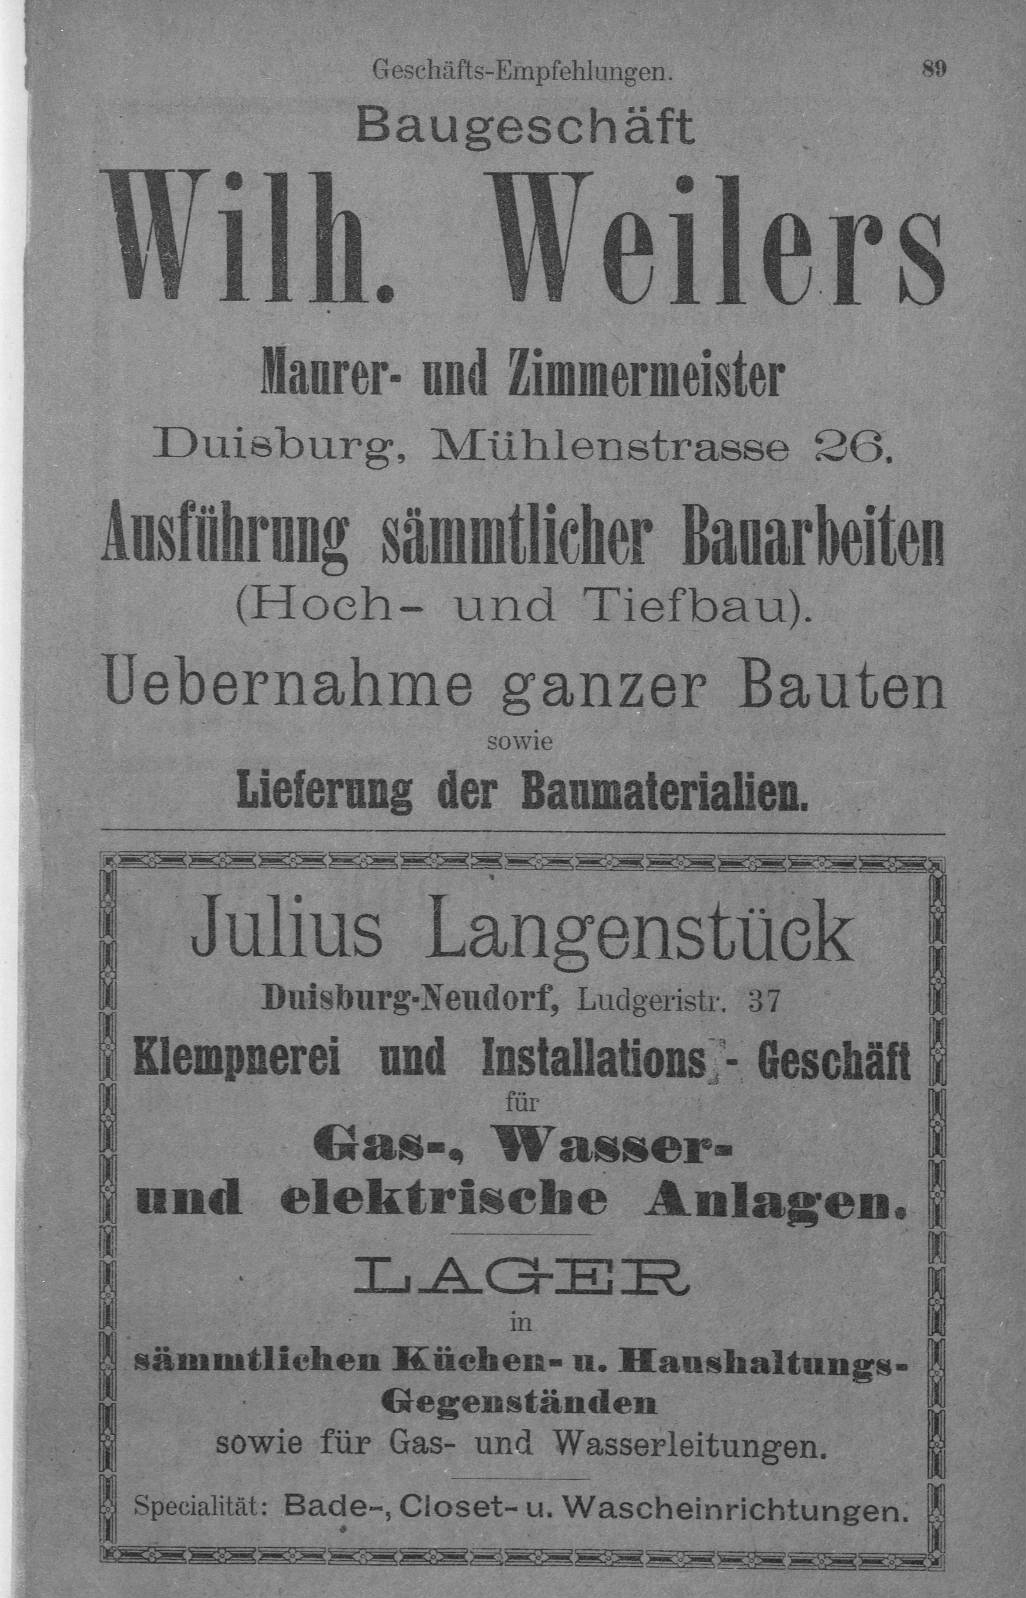 Geschäfts-Empfehlungen. 89
Baugeschäft
Wilh. Weilers
Maurer- und Zimmermeister
Duisburg, Mühlenstrasse 26.
Ausführung sämmtlicher Bauarbeiten
(Hoch- und Tiefbau).
Uebernahme ganzer Bauten
sowie
Lieferung der Baumaterialien.
Julius Langenstück
Duisburg-Neudorf, Ludgeristr. 37
Klempnerei und Installations - Geschäft
für
Gas-, Wasser-
und elektrische Anlagen.
LAGER
in
sämmtlichen Küchen- u. Haushaltungs-
Gegenständen
sowie für Gas- und Wasserleitungen.
Specialität: Bade-, Closet- u. Wascheinrichtungen.